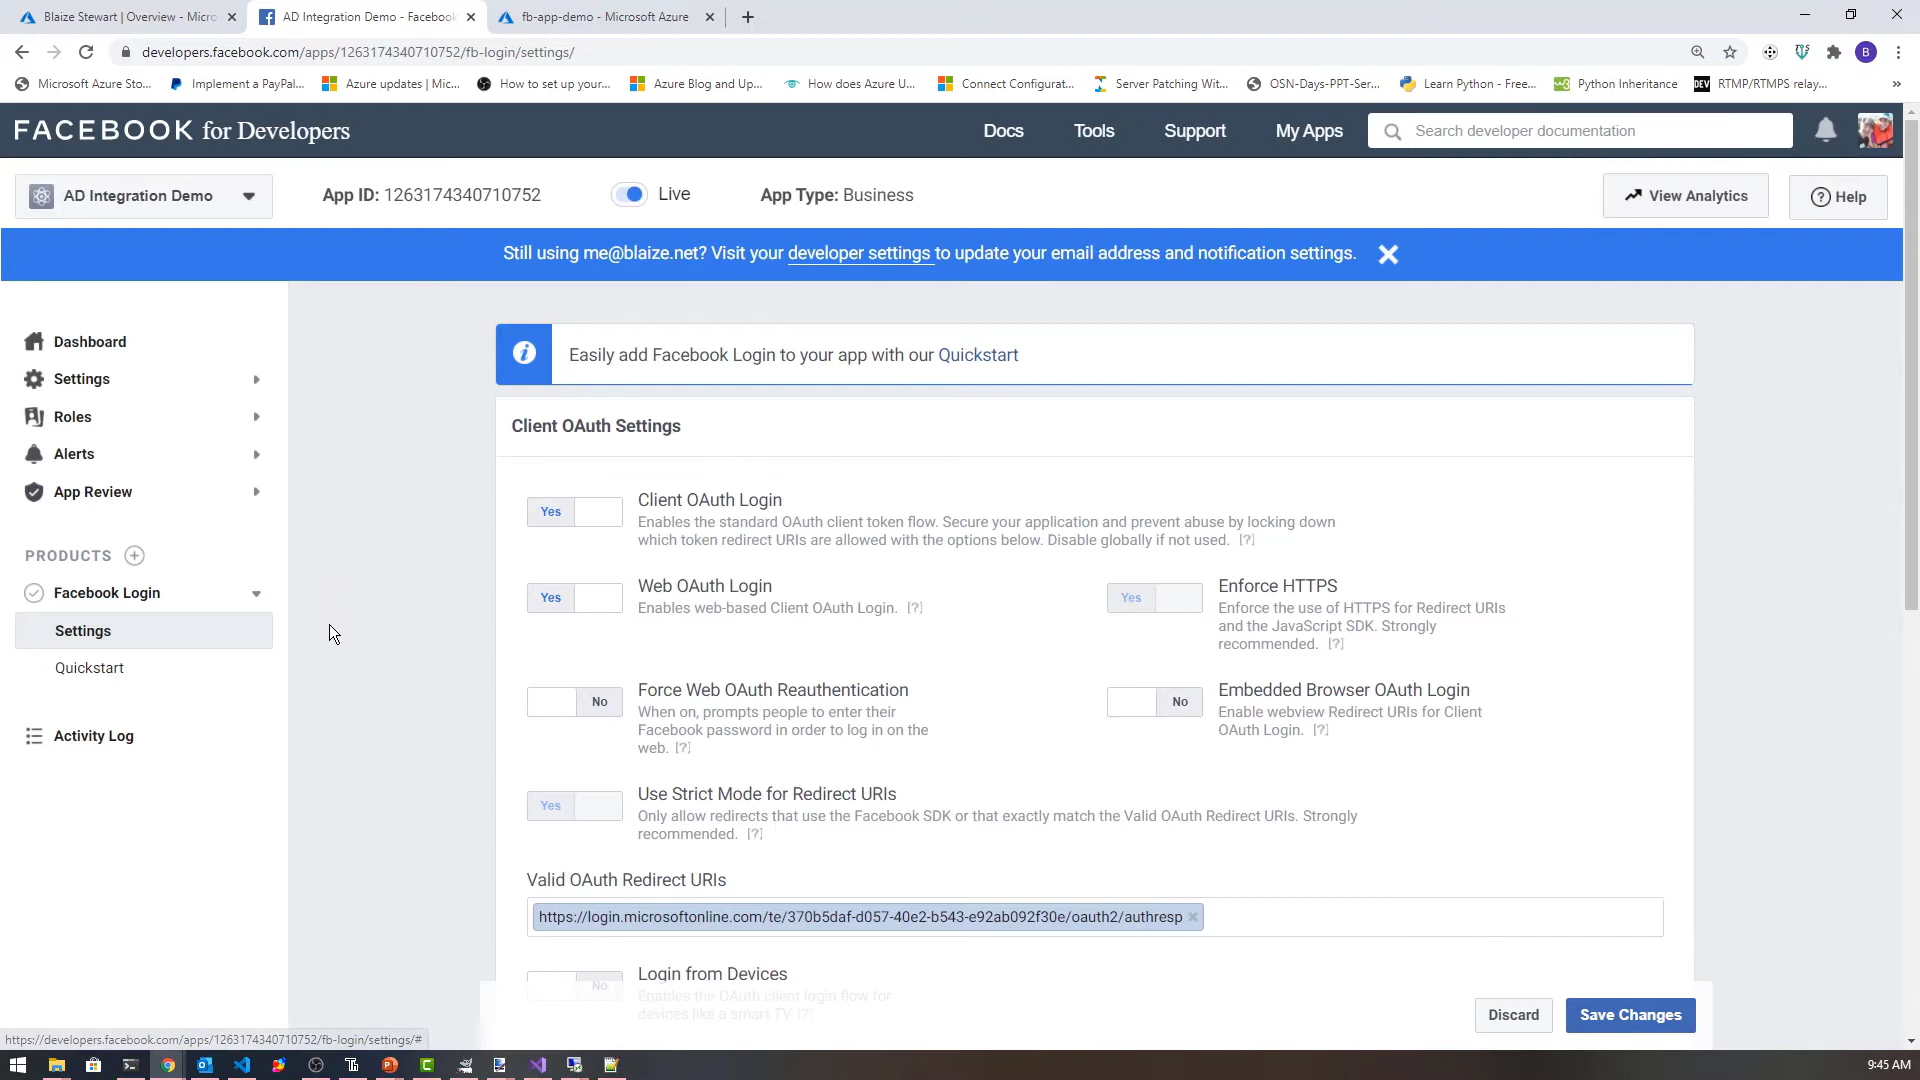 Blaize Stewart | Overview - Micro
AD Integration Demo - Facebook
fb-app-demo - Microsoft Azure
developers.facebook.com/apps/1263174340710752/fb-login/settings/
B
Microsoft Azure Sto...
Implement a PayPal...
Azure updates | Mic...
How to set up your...
Azure Blog and Up...
How does Azure U...
Connect Configurat...
Server Patching Wit...
OSN-Days-PPT-Ser...
Learn Python - Free...
Python Inheritance
DEV
RTMP/RTMPS relay...
FACEBOOK for Developers
Docs
Tools
Support
My Apps
Search developer documentation
AD Integration Demo
App ID: 1263174340710752
Live
App Type: Business
View Analytics
Help
Still using me@blaize.net? Visit your developer settings to update your email address and notification settings.
Dashboard
Settings
Roles
Alerts
App Review
PRODUCTS
Facebook Login
Settings
Quickstart
Activity Log
Easily add Facebook Login to your app with our Quickstart
Client OAuth Settings
Yes
Client OAuth Login
Enables the standard OAuth client token flow. Secure your application and prevent abuse by locking down
which token redirect URIs are allowed with the options below. Disable globally if not used. [?]
Yes
Web OAuth Login
Enables web-based Client OAuth Login. [?]
Yes
Enforce HTTPS
Enforce the use of HTTPS for Redirect URIs
and the JavaScript SDK. Strongly
recommended. [?]
No
Force Web OAuth Reauthentication
When on, prompts people to enter their
Facebook password in order to log in on the
web. [?]
No
Embedded Browser OAuth Login
Enable webview Redirect URIs for Client
OAuth Login. [?]
Yes
Use Strict Mode for Redirect URIs
Only allow redirects that use the Facebook SDK or that exactly match the Valid OAuth Redirect URIs. Strongly
recommended. [?]
Valid OAuth Redirect URIs
https://login.microsoftonline.com/te/370b5daf-d057-40e2-b543-e92ab092f30e/oauth2/authresp
No
Login from Devices
Enables the OAuth client login flow for
devices like a smart TV [?]
Discard
Save Changes
https://developers.facebook.com/apps/1263174340710752/fb-login/settings/#
9:45 AM